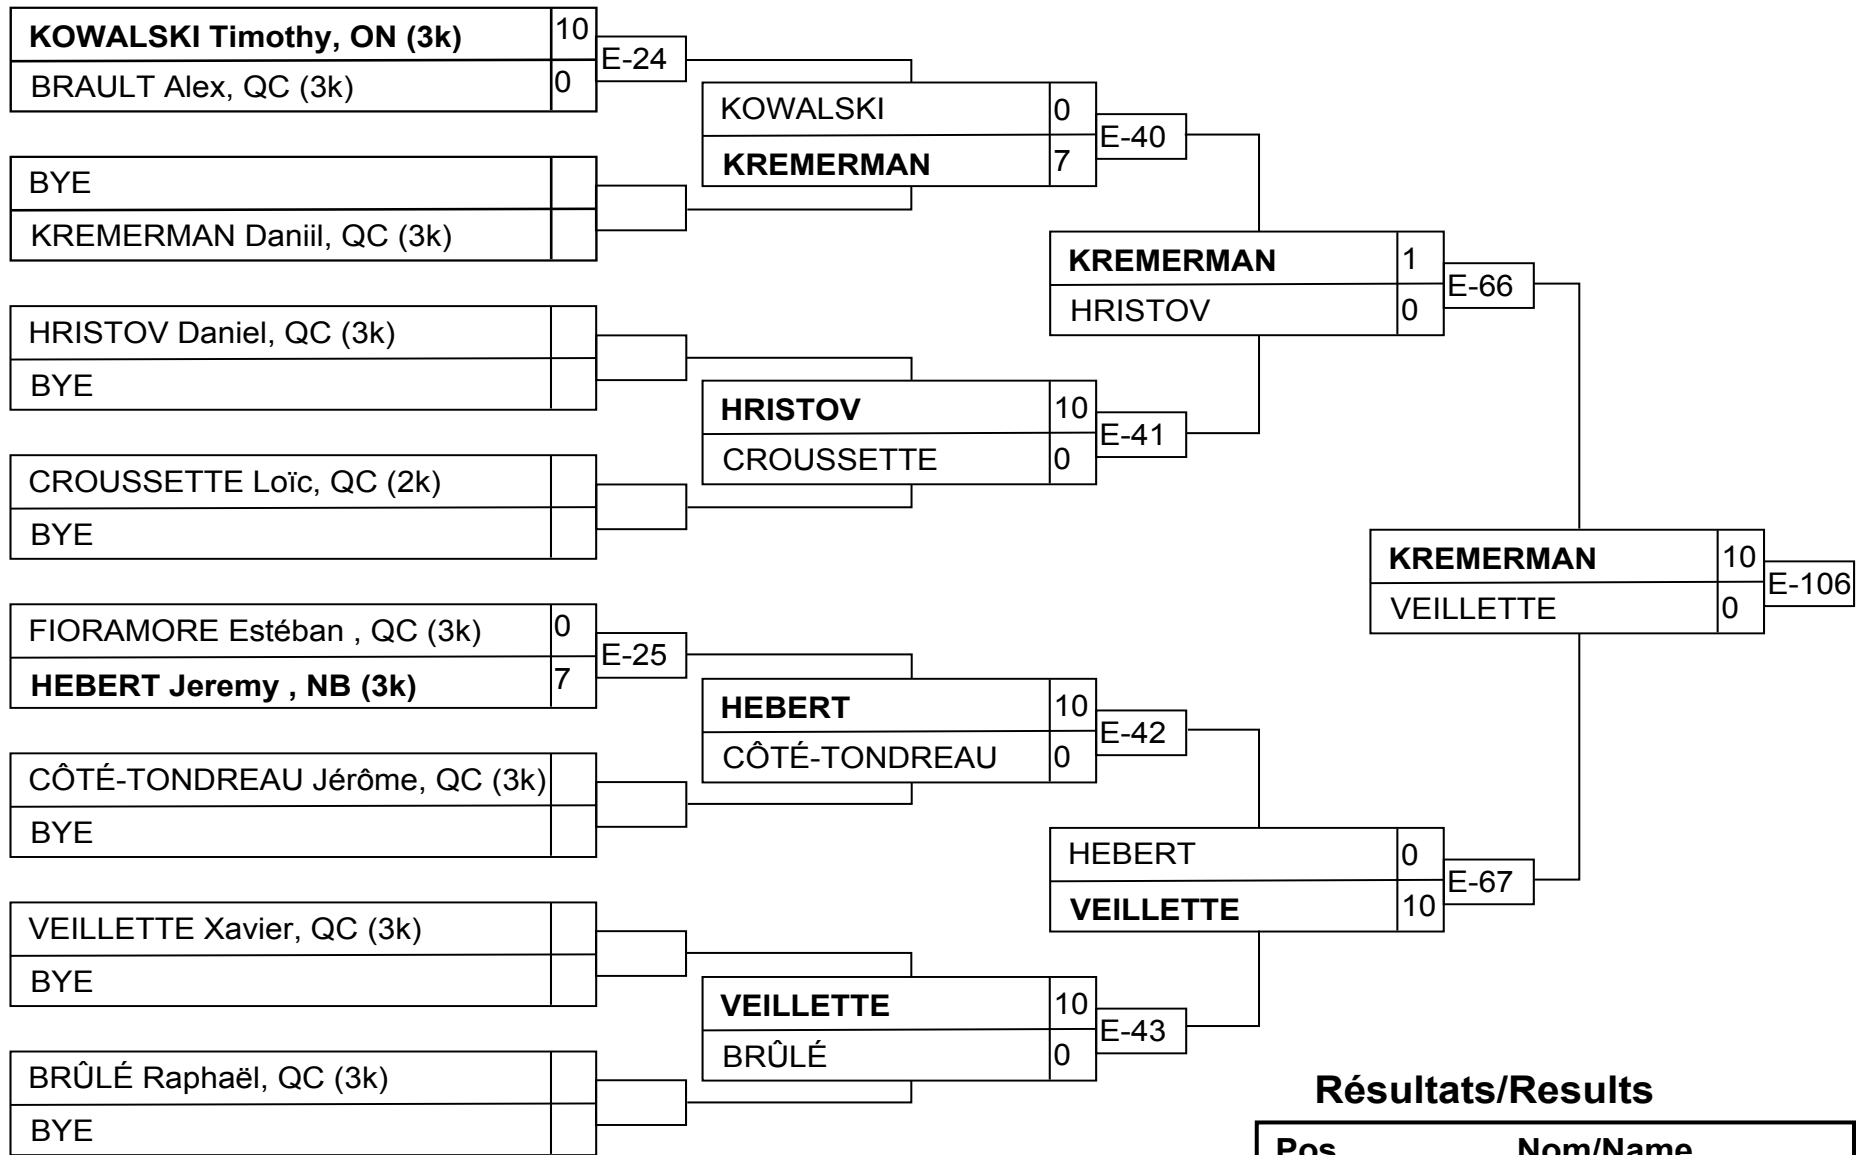 KOWALSKI Timothy, ON (3k) 10
BRAULT Alex, QC (3k) 0
E-24
BYE
KREMERMAN Daniil, QC (3k)
KOWALSKI 0
KREMERMAN 7
E-40
HRISTOV Daniel, QC (3k)
BYE
CROUSSETTE Loïc, QC (2k)
BYE
HRISTOV 10
CROUSSETTE 0
E-41
KREMERMAN 1
HRISTOV 0
E-66
FIORAMORE Estéban , QC (3k) 0
HEBERT Jeremy , NB (3k) 7
E-25
CÔTÉ-TONDREAU Jérôme, QC (3k)
BYE
HEBERT 10
CÔTÉ-TONDREAU 0
E-42
VEILLETTE Xavier, QC (3k)
BYE
BRÛLÉ Raphaël, QC (3k)
BYE
VEILLETTE 10
BRÛLÉ 0
E-43
HEBERT 0
VEILLETTE 10
E-67
KREMERMAN 10
VEILLETTE 0
E-106
Résultats/Results
Pos Nom/Name